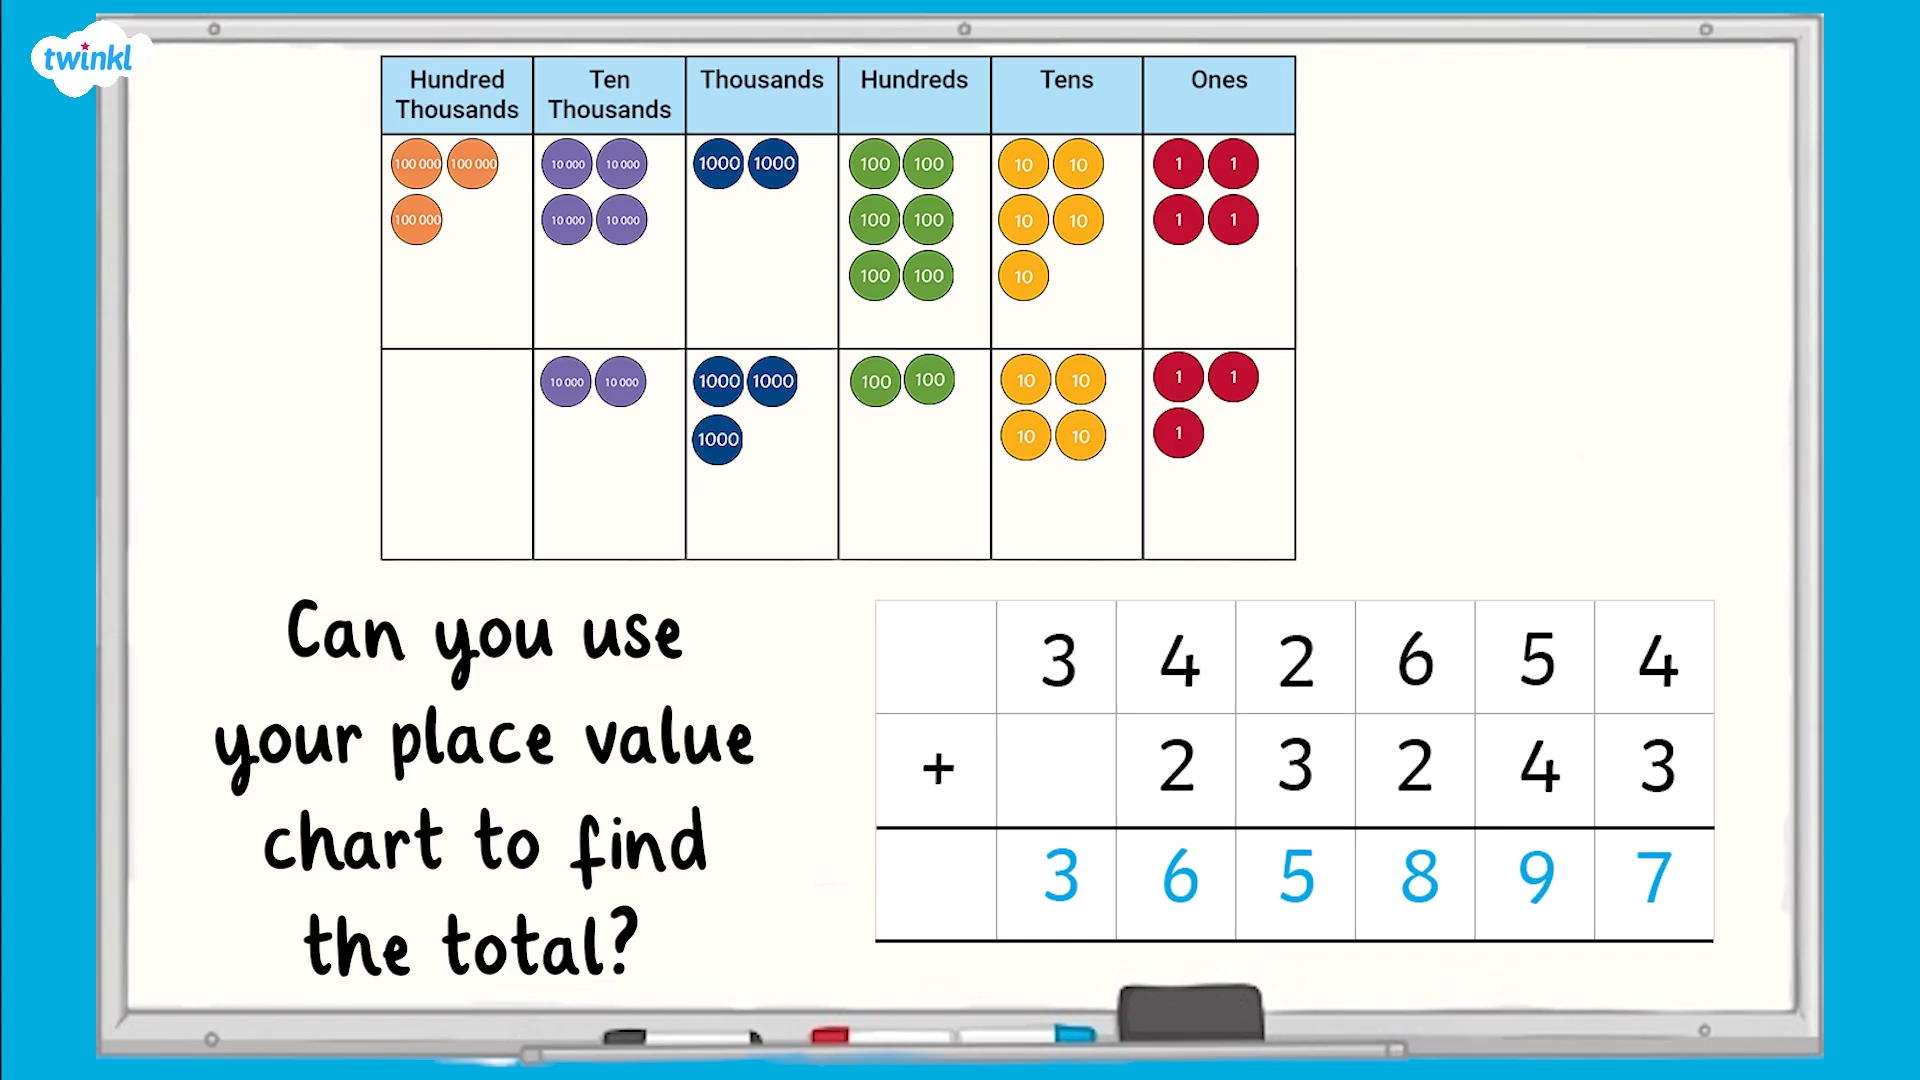 twinkl
Hundred Thousands Ten Thousands Thousands Hundreds Tens Ones
100 000 100 000 10 000 10 000 1000 1000 100 100 10 10 1 1
100 000 10 000 10 000 100 100 10 10 1 1
100 100 10
10 000 10 000 1000 1000 100 100 10 10 1 1
1000 10 10 1
Can you use
your place value
chart to find
the total?
3 4 2 6 5 4
+ 2 3 2 4 3
3 6 5 8 9 7